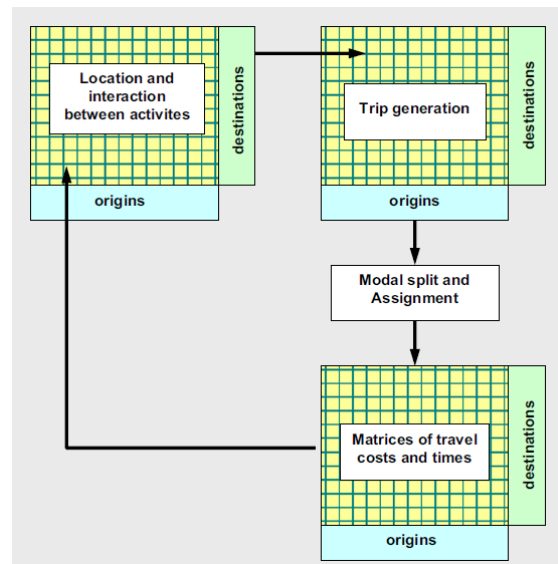 Location and
interaction
between activites
destinations
origins
Trip generation
destinations
origins
Modal split and
Assignment
Matrices of travel
costs and times
destinations
origins